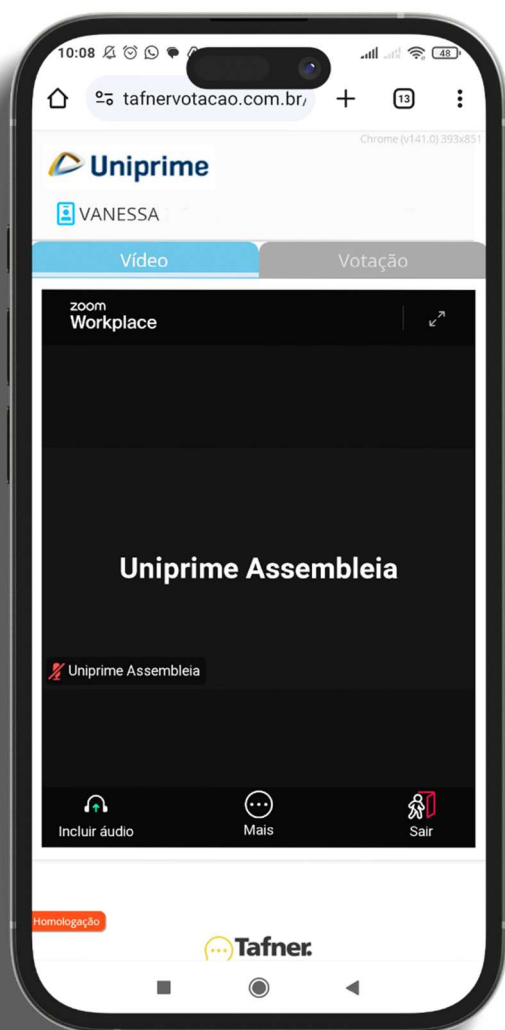 10:08
48
tafnervotacao.com.br/
13
Chrome (v141.0) 393x851
Uniprime
VANESSA
Vídeo
Votação
zoom
Workplace
Uniprime Assembleia
Uniprime Assembleia
Incluir áudio
Mais
Sair
Homologação
Tafner.